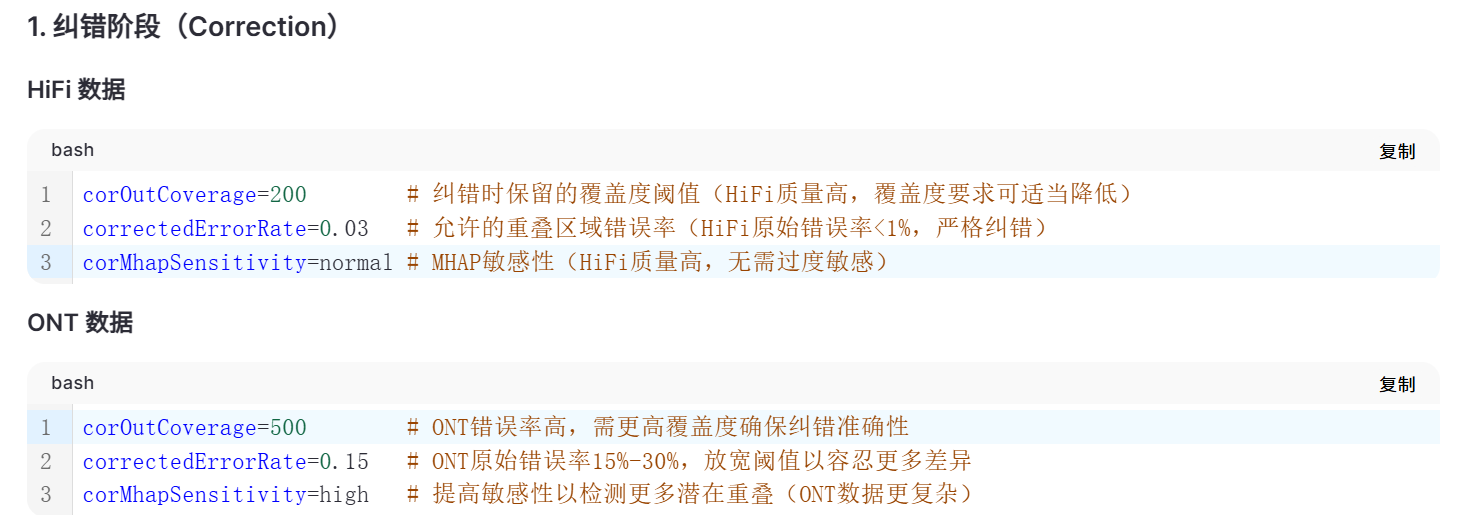 1. 纠错阶段（Correction）
HiFi 数据
bash 复制
1 corOutCoverage=200 # 纠错时保留的覆盖度阈值（HiFi质量高，覆盖度要求可适当降低）
2 correctedErrorRate=0.03 # 允许的重叠区域错误率（HiFi原始错误率<1%，严格纠错）
3 corMhapSensitivity=normal # MHAP敏感性（HiFi质量高，无需过度敏感）
ONT 数据
bash 复制
1 corOutCoverage=500 # ONT错误率高，需更高覆盖度确保纠错准确性
2 correctedErrorRate=0.15 # ONT原始错误率15%-30%，放宽阈值以容忍更多差异
3 corMhapSensitivity=high # 提高敏感性以检测更多潜在重叠（ONT数据更复杂）